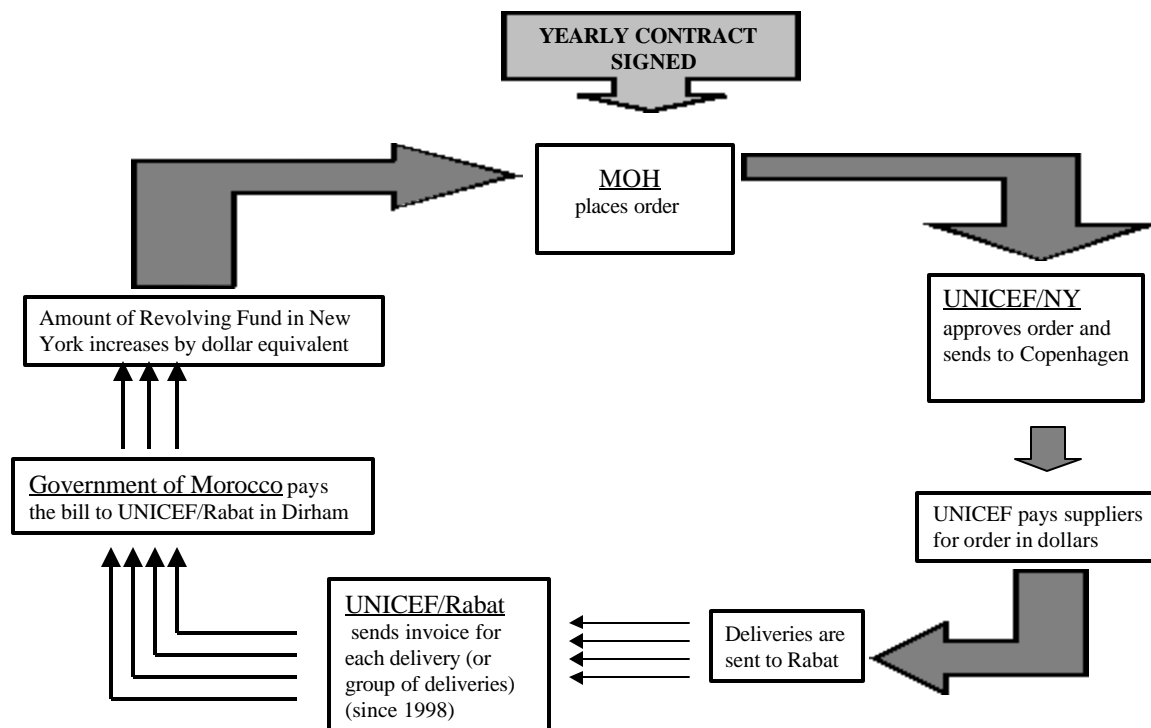 YEARLY CONTRACT
SIGNED
MOH
places order
UNICEF/NY
approves order and
sends to Copenhagen
UNICEF pays suppliers
for order in dollars
Deliveries are
sent to Rabat
UNICEF/Rabat
sends invoice for
each delivery (or
group of deliveries)
(since 1998)
Government of Morocco pays
the bill to UNICEF/Rabat in Dirham
Amount of Revolving Fund in New
York increases by dollar equivalent